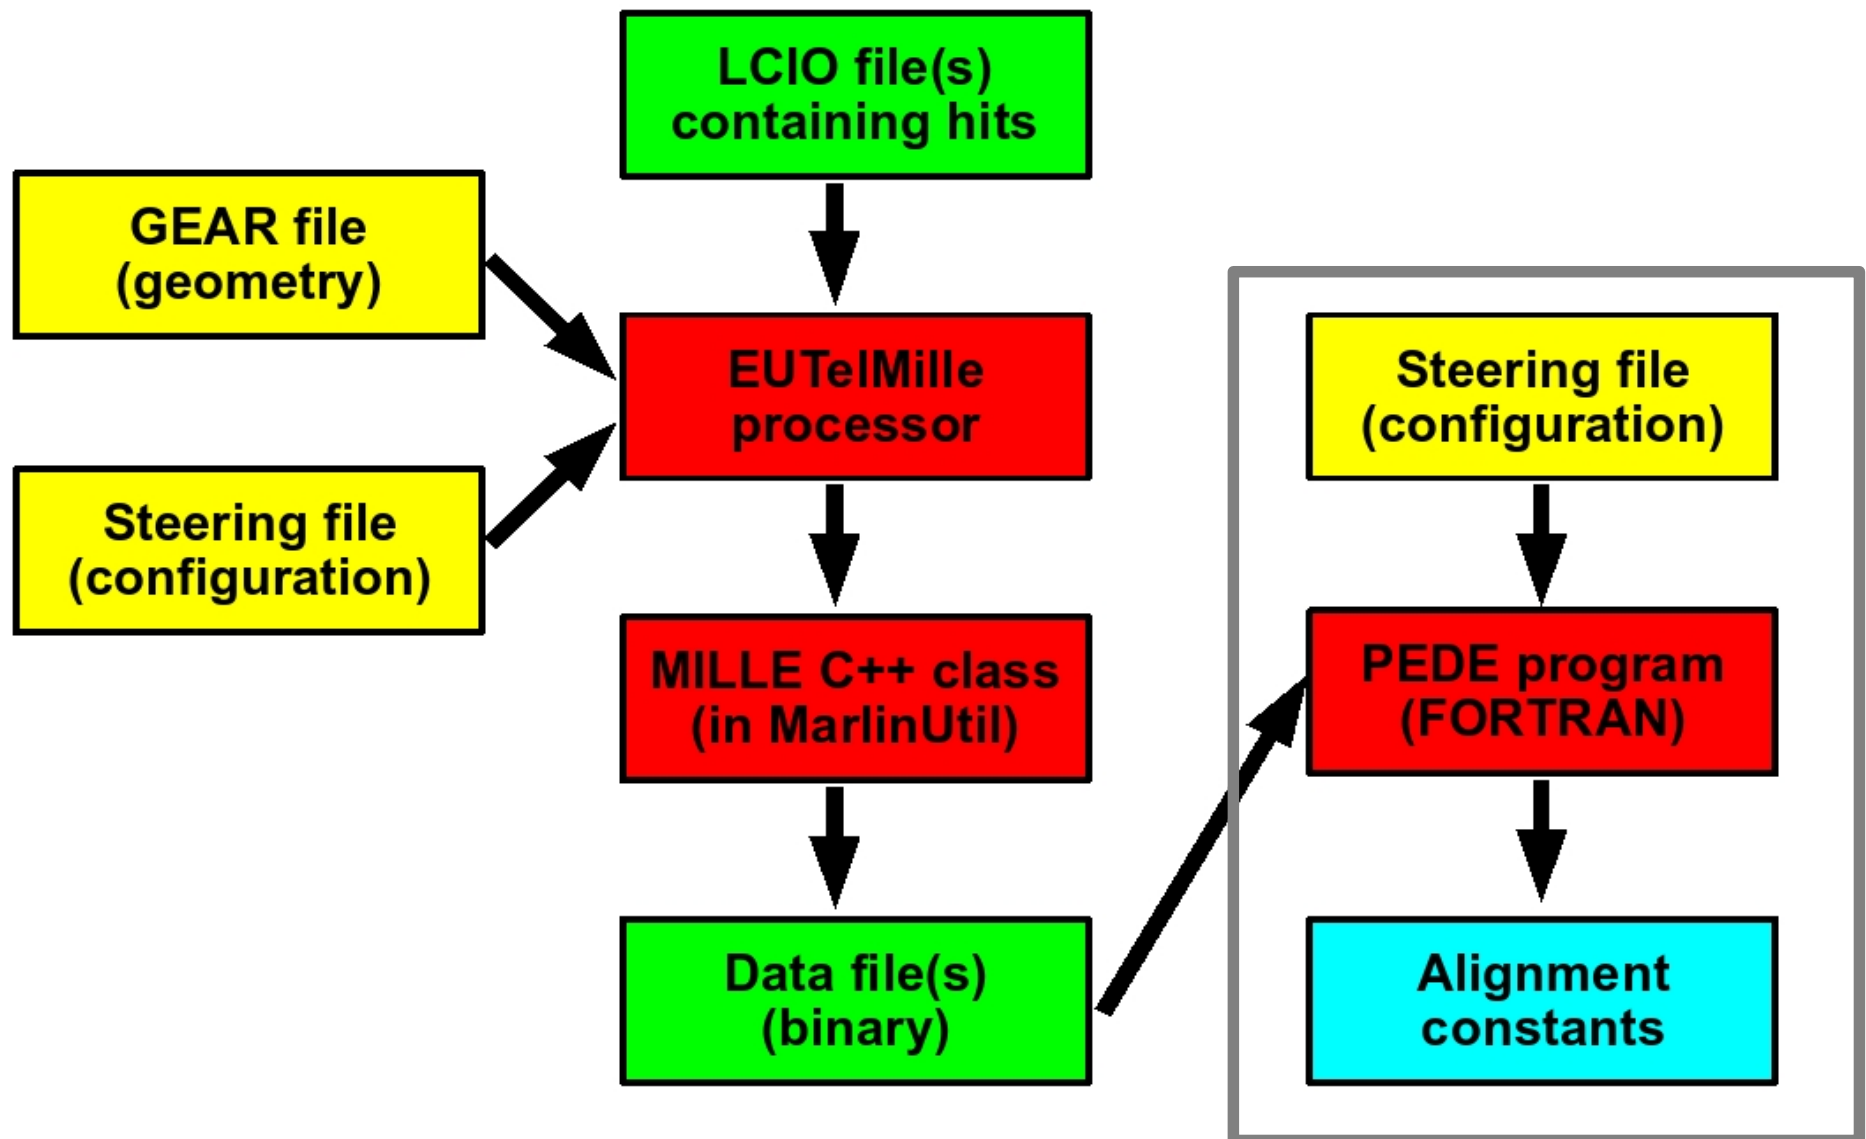 LCIO file(s)
containing hits
GEAR file
(geometry)
Steering file
(configuration)
EUTelMille
processor
MILLE C++ class
(in MarlinUtil)
Data file(s)
(binary)
Steering file
(configuration)
PEDE program
(FORTRAN)
Alignment
constants